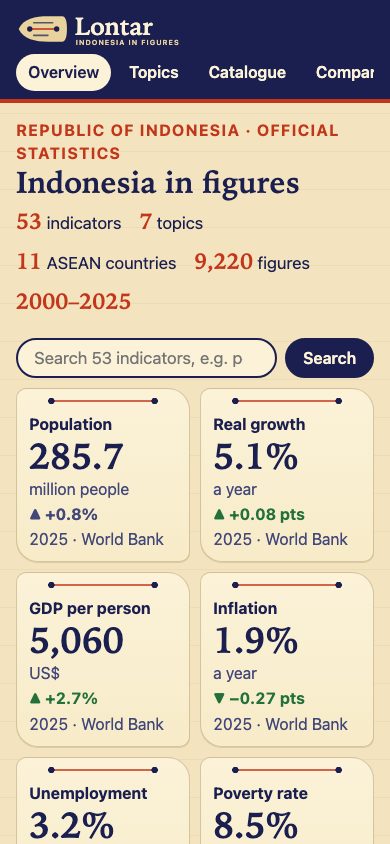 Lontar
INDONESIA IN FIGURES
Overview Topics Catalogue Compar
REPUBLIC OF INDONESIA · OFFICIAL
STATISTICS
Indonesia in figures
53 indicators 7 topics
11 ASEAN countries 9,220 figures
2000–2025
Search 53 indicators, e.g. p Search
Population
285.7
million people
▲ +0.8%
2025 · World Bank
Real growth
5.1%
a year
▲ +0.08 pts
2025 · World Bank
GDP per person
5,060
US$
▲ +2.7%
2025 · World Bank
Inflation
1.9%
a year
▼ −0.27 pts
2025 · World Bank
Unemployment
3.2%
Poverty rate
8.5%